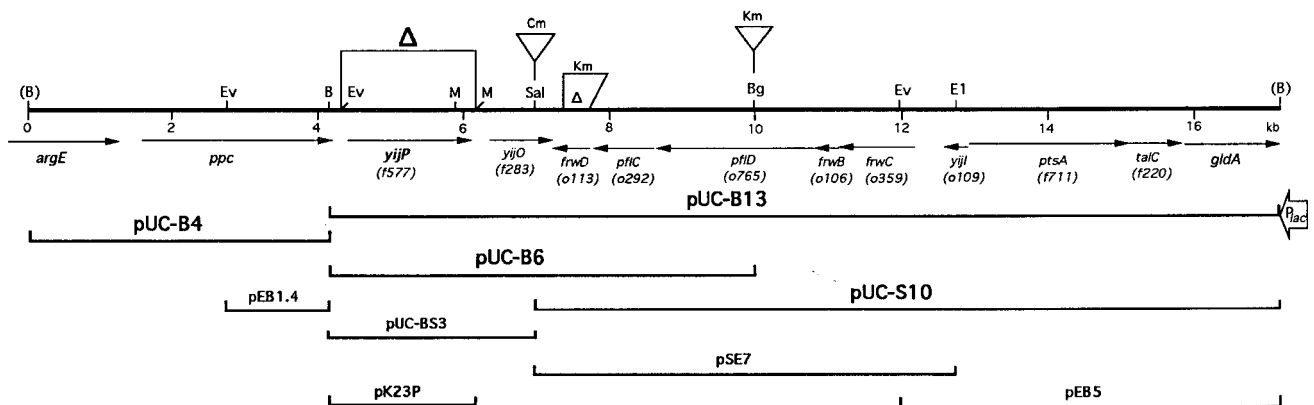 Δ
Cm
Km
Km
Δ
(B) Ev B Ev M M Sal Bg Ev E1 (B)
0 2 4 6 8 10 12 14 16 kb
argE ppc yijP yijO frwD pflC pflD frwB frwC yijI ptsA talC gldA
(f577) (f283) (o113) (o292) (o765) (o106) (o359) (o109) (f711) (f220)
pUC-B13
Plac
pUC-B4
pUC-B6
pEB1.4
pUC-S10
pUC-BS3
pSE7
pK23P
pEB5